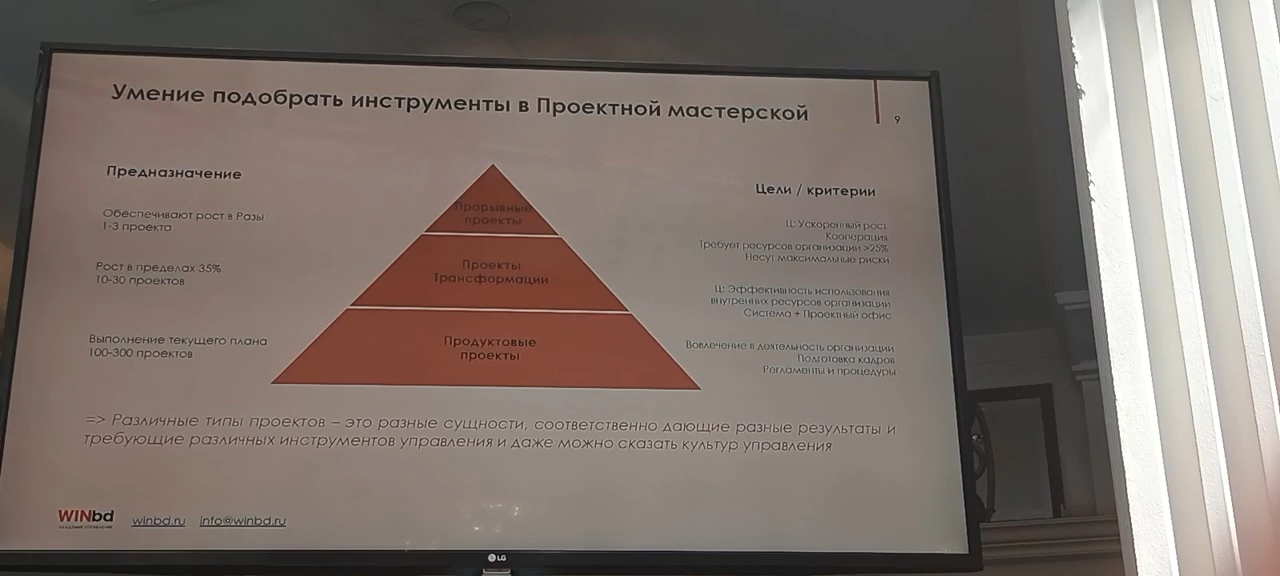 Умение подобрать инструменты в Проектной мастерской
9
Предназначение
Обеспечивают рост в Разы
1-3 проекта
Рост в пределах 35%
10-30 проектов
Выполнение текущего плана
100-300 проектов
Прорывные
проекты
Проекты
Трансформации
Продуктовые
проекты
Цели / критерии
Ц: Ускоренный рост
Кооперация
Требует ресурсов организации >25%
Несут максимальные риски
Ц: Эффективность использования
внутренних ресурсов организации
Система + Проектный офис
Вовлечение в деятельность организации
Подготовка кадров
Регламенты и процедуры
=> Различные типы проектов – это разные сущности, соответственно дающие разные результаты и
требующие различных инструментов управления и даже можно сказать культур управления
WINbd
winbd.ru info@winbd.ru
LG